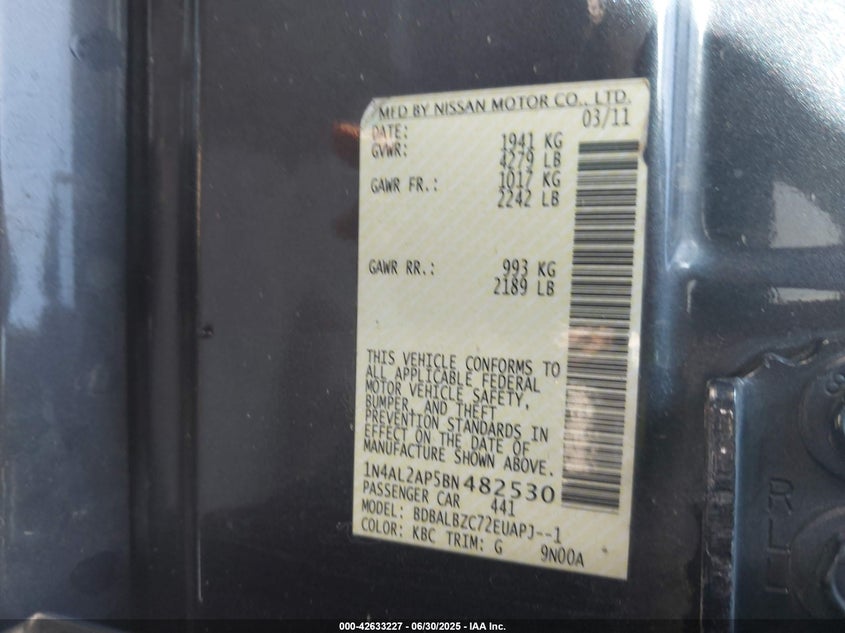 MFD BY NISSAN MOTOR CO., LTD.
DATE: 03/11
GVWR: 1941 KG
4279 LB
GAWR FR.: 1017 KG
2242 LB
GAWR RR.: 993 KG
2189 LB
THIS VEHICLE CONFORMS TO
ALL APPLICABLE FEDERAL
MOTOR VEHICLE SAFETY,
BUMPER, AND THEFT
PREVENTION STANDARDS IN
EFFECT ON THE DATE OF
MANUFACTURE SHOWN ABOVE.
1N4AL2AP5BN482530
PASSENGER CAR 441
MODEL: BDBALBZC72EUAPJ--1
COLOR: KBC TRIM: G 9N00A
000-42633227 - 06/30/2025 - IAA Inc.